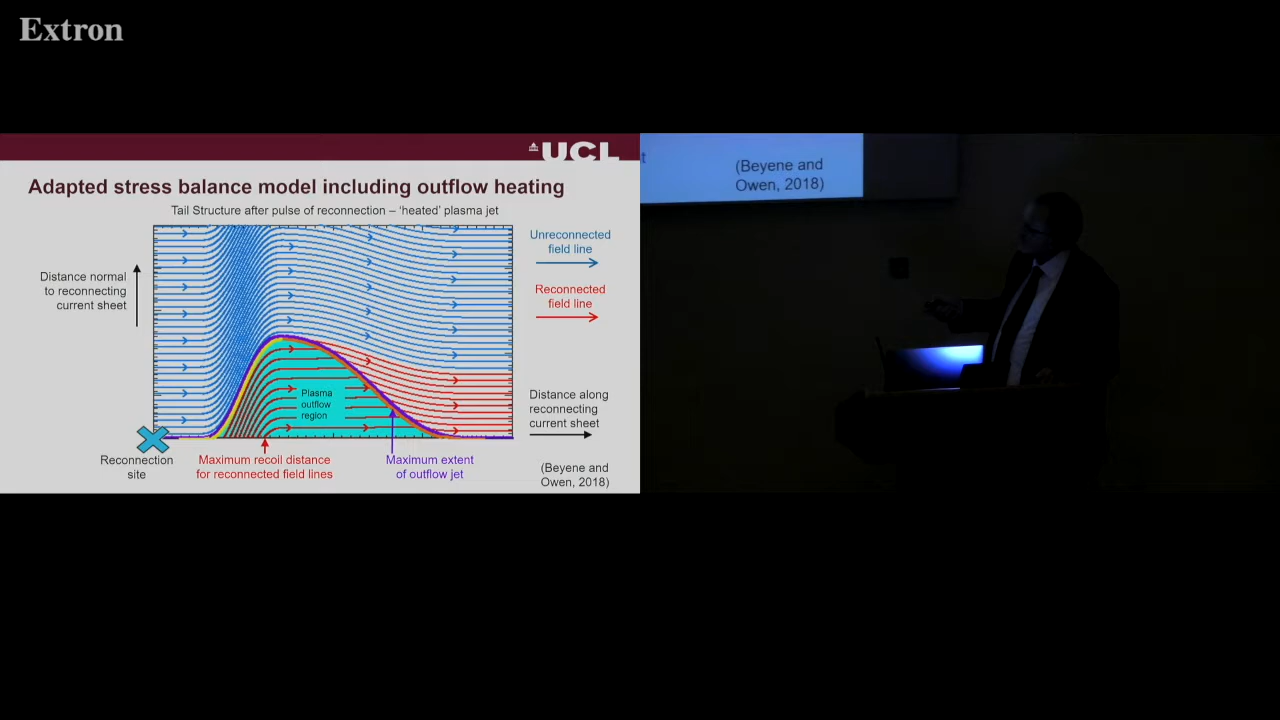 Extron
UCL
Adapted stress balance model including outflow heating
Tail Structure after pulse of reconnection – ‘heated’ plasma jet
Distance normal
to reconnecting
current sheet
Unreconnected
field line
Reconnected
field line
Plasma
outflow
region
Distance along
reconnecting
current sheet
Reconnection
site
Maximum recoil distance
for reconnected field lines
Maximum extent
of outflow jet
(Beyene and
Owen, 2018)
(Beyene and
Owen, 2018)